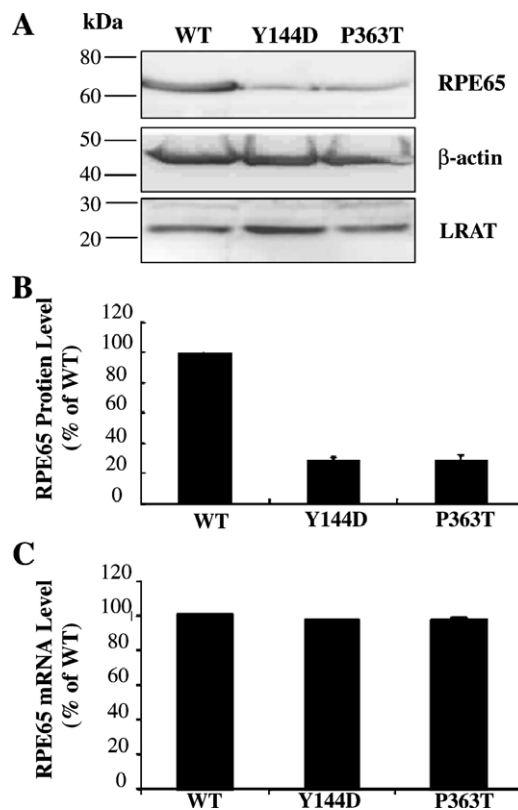 A
kDa
WT Y144D P363T
80
60
RPE65
50
40
β-actin
30
20
LRAT
B
RPE65 Protien Level
(% of WT)
120
100
80
60
40
20
0
WT Y144D P363T
C
RPE65 mRNA Level
(% of WT)
120
100
80
60
40
20
0
WT Y144D P363T